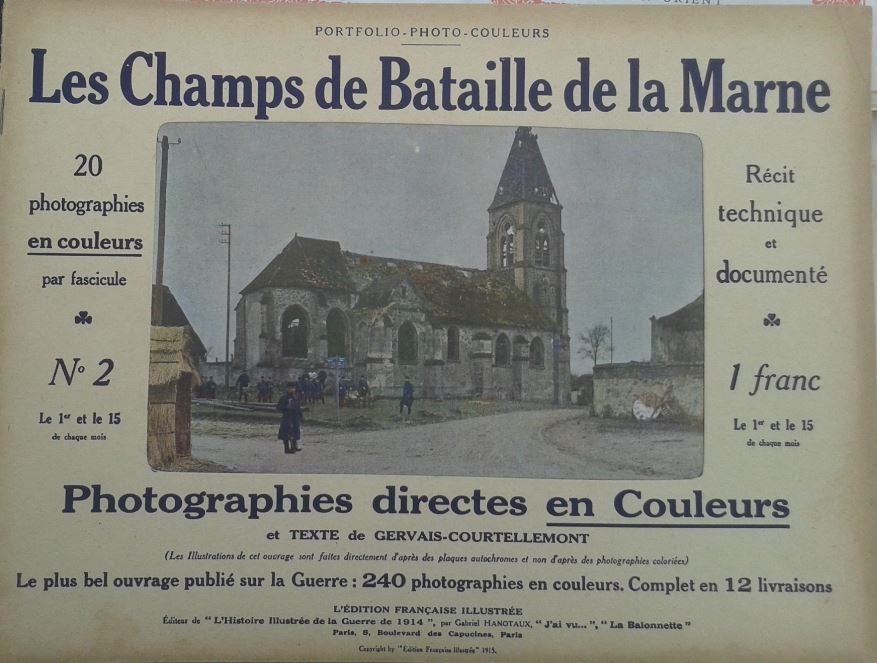 ORIENT
PORTFOLIO-PHOTO-COULEURS
Les Champs de Bataille de la Marne
20
photographies
en couleurs
par fascicule
N° 2
Le 1er et le 15
de chaque mois
Récit
technique
et
documenté
1 franc
Le 1er et le 15
de chaque mois
Photographies directes en Couleurs
et TEXTE de GERVAIS-COURTELLEMONT
(Les Illustrations de cet ouvrage sont faites directement d'après des plaques autochromes et non d'après des photographies coloriées)
Le plus bel ouvrage publié sur la Guerre : 240 photographies en couleurs. Complet en 12 livraisons
L'ÉDITION FRANÇAISE ILLUSTRÉE
Éditeur de "L'Histoire Illustrée de la Guerre de 1914", par Gabriel HANOTAUX, "J'ai vu...", "La Baïonnette"
Paris, 8, Boulevard des Capucines, Paris
Copyright by "Édition Française Illustrée" 1915.